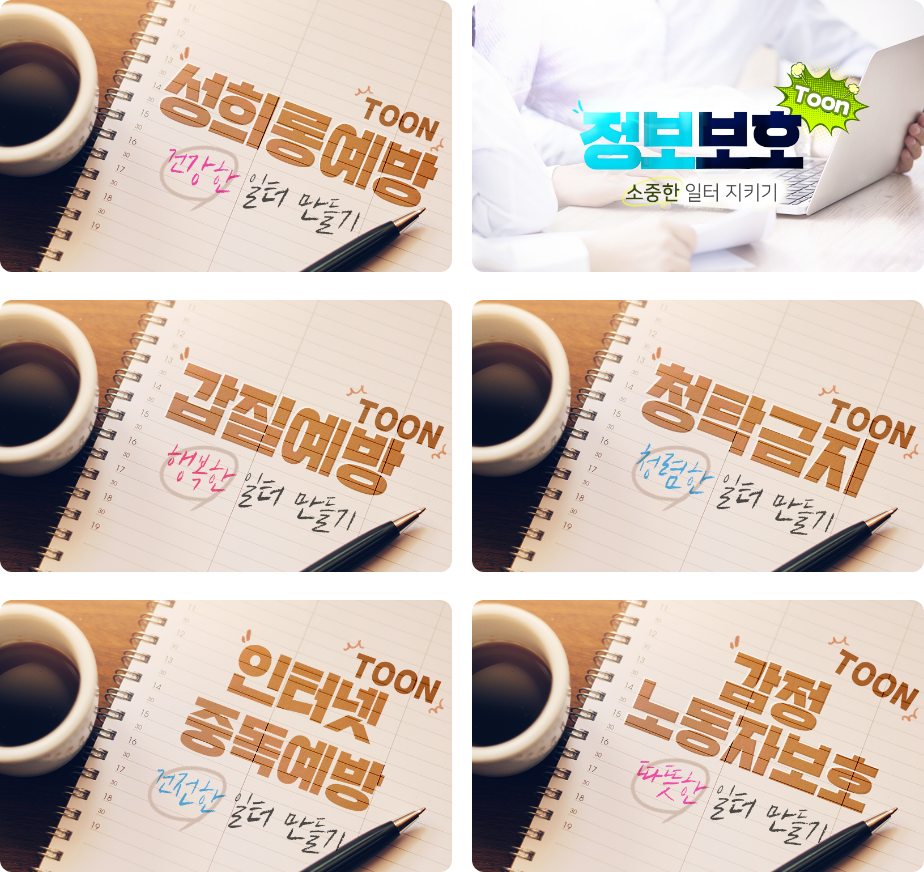 성희롱예방 TOON
건강한 일터 만들기
정보보호 Toon
소중한 일터 지키기
갑질예방 TOON
행복한 일터 만들기
청탁금지 TOON
청렴한 일터 만들기
인터넷 TOON
중독예방
건전한 일터 만들기
감정 TOON
노동자보호
따뜻한 일터 만들기